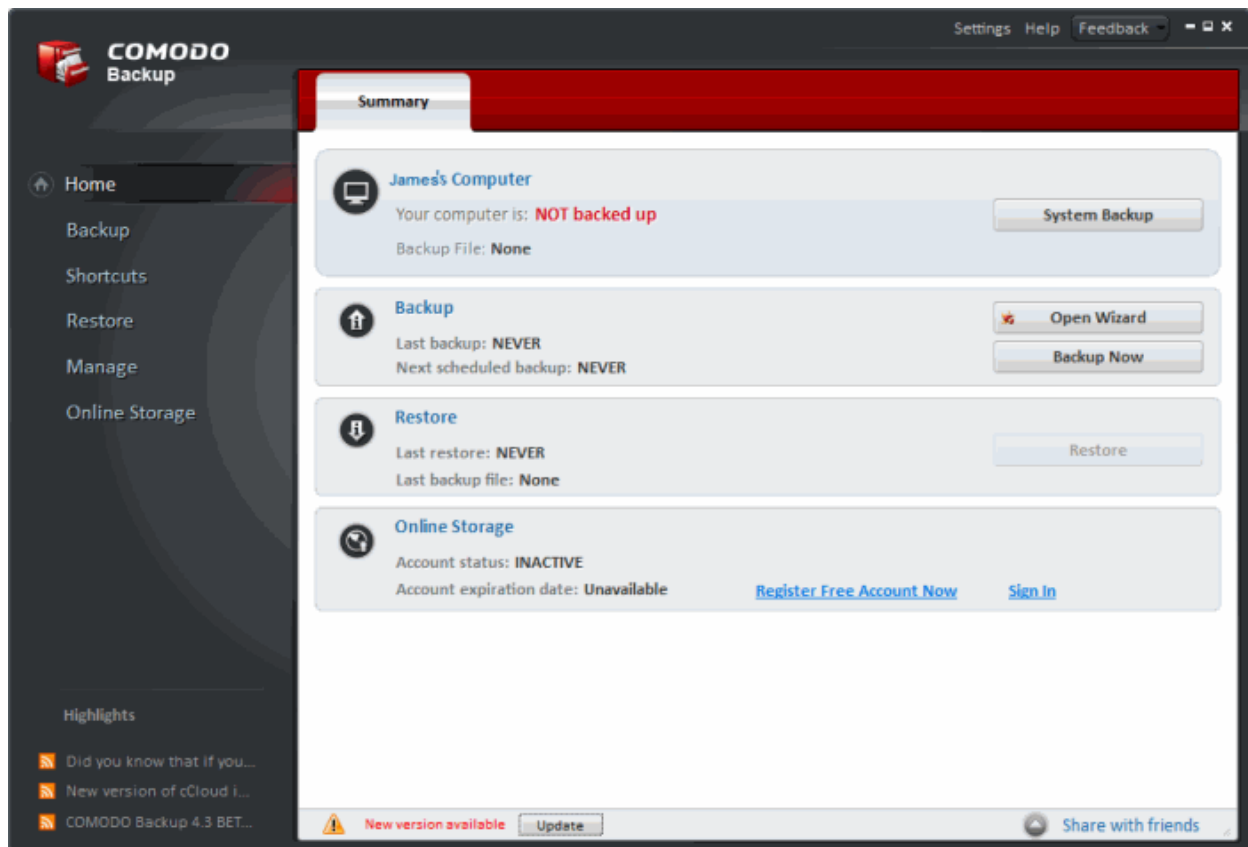 COMODO
Backup
Settings Help Feedback
Summary
Home
Backup
Shortcuts
Restore
Manage
Online Storage
James's Computer
Your computer is: NOT backed up
System Backup
Backup File: None
Backup
Open Wizard
Last backup: NEVER
Backup Now
Next scheduled backup: NEVER
Restore
Last restore: NEVER
Restore
Last backup file: None
Online Storage
Account status: INACTIVE
Account expiration date: Unavailable Register Free Account Now Sign In
Highlights
Did you know that if you...
New version of cCloud i...
COMODO Backup 4.3 BET...
New version available Update
Share with friends